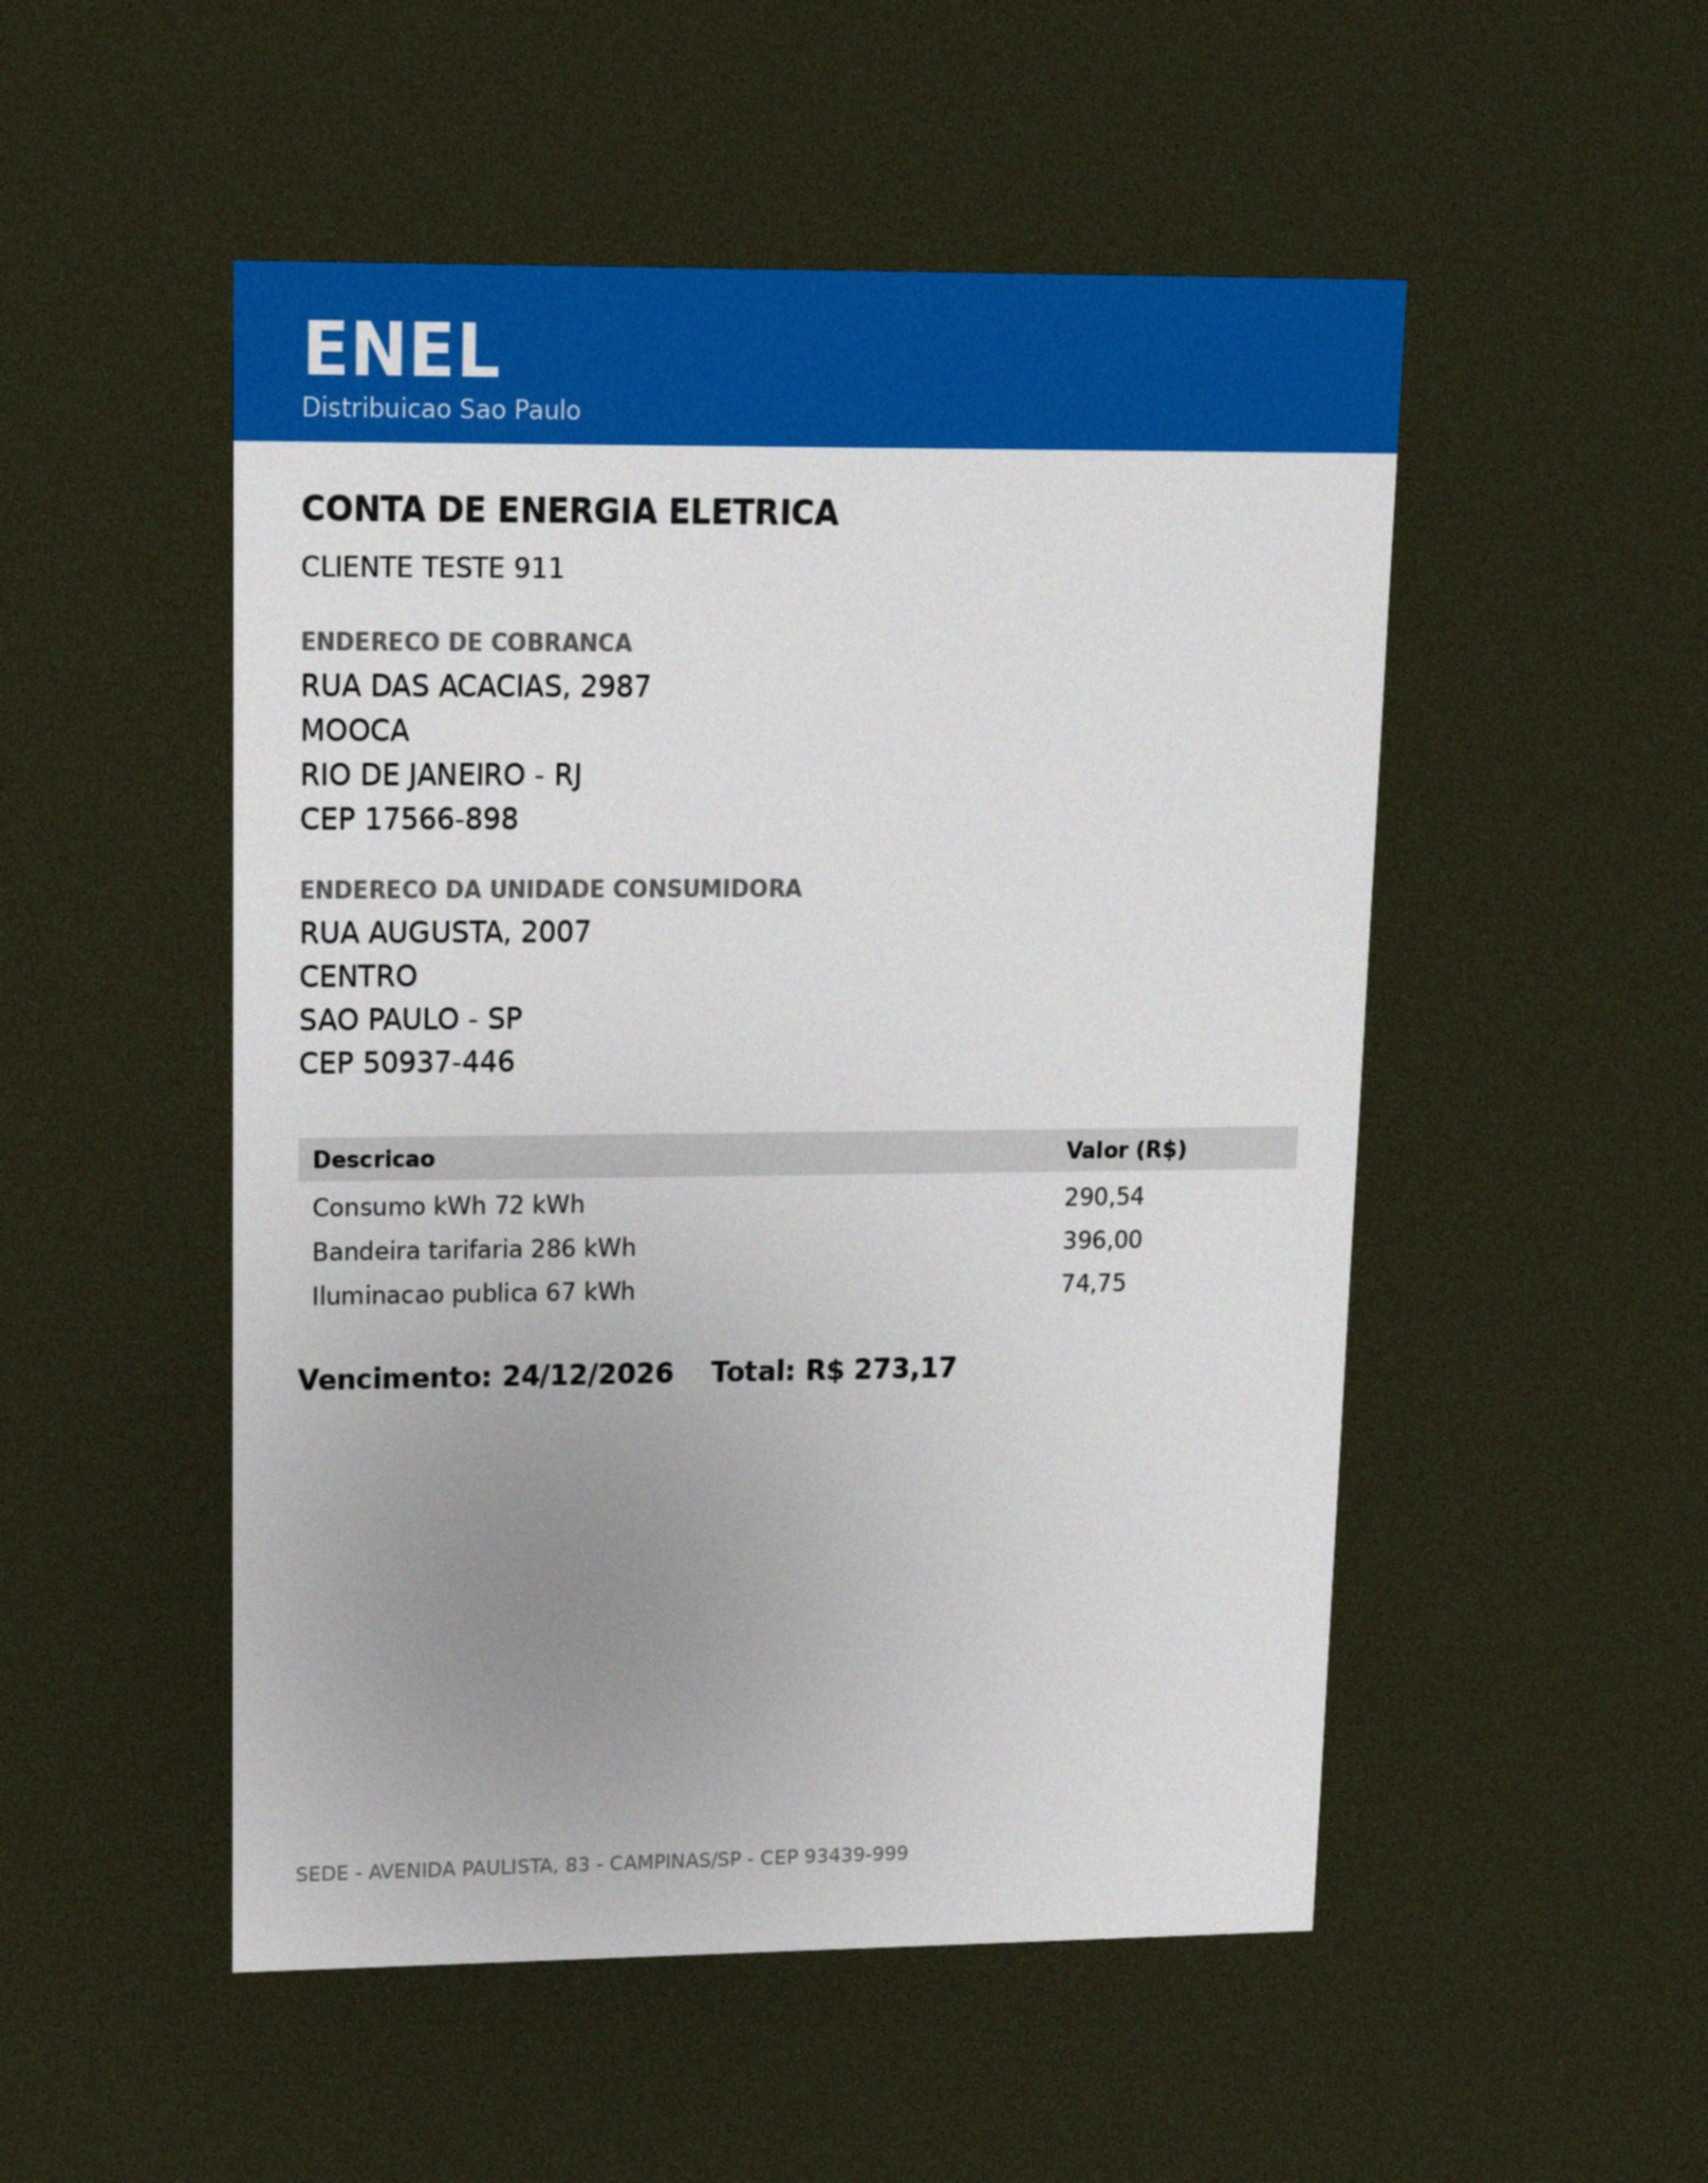 ENEL
Distribuicao Sao Paulo
CONTA DE ENERGIA ELETRICA
CLIENTE TESTE 911
ENDERECO DE COBRANCA
RUA DAS ACACIAS, 2987
MOOCA
RIO DE JANEIRO - RJ
CEP 17566-898
ENDERECO DA UNIDADE CONSUMIDORA
RUA AUGUSTA, 2007
CENTRO
SAO PAULO - SP
CEP 50937-446
Descricao Valor (R$)
Consumo kWh 72 kWh 290,54
Bandeira tarifaria 286 kWh 396,00
Iluminacao publica 67 kWh 74,75
Vencimento: 24/12/2026 Total: R$ 273,17
SEDE - AVENIDA PAULISTA, 83 - CAMPINAS/SP - CEP 93439-999